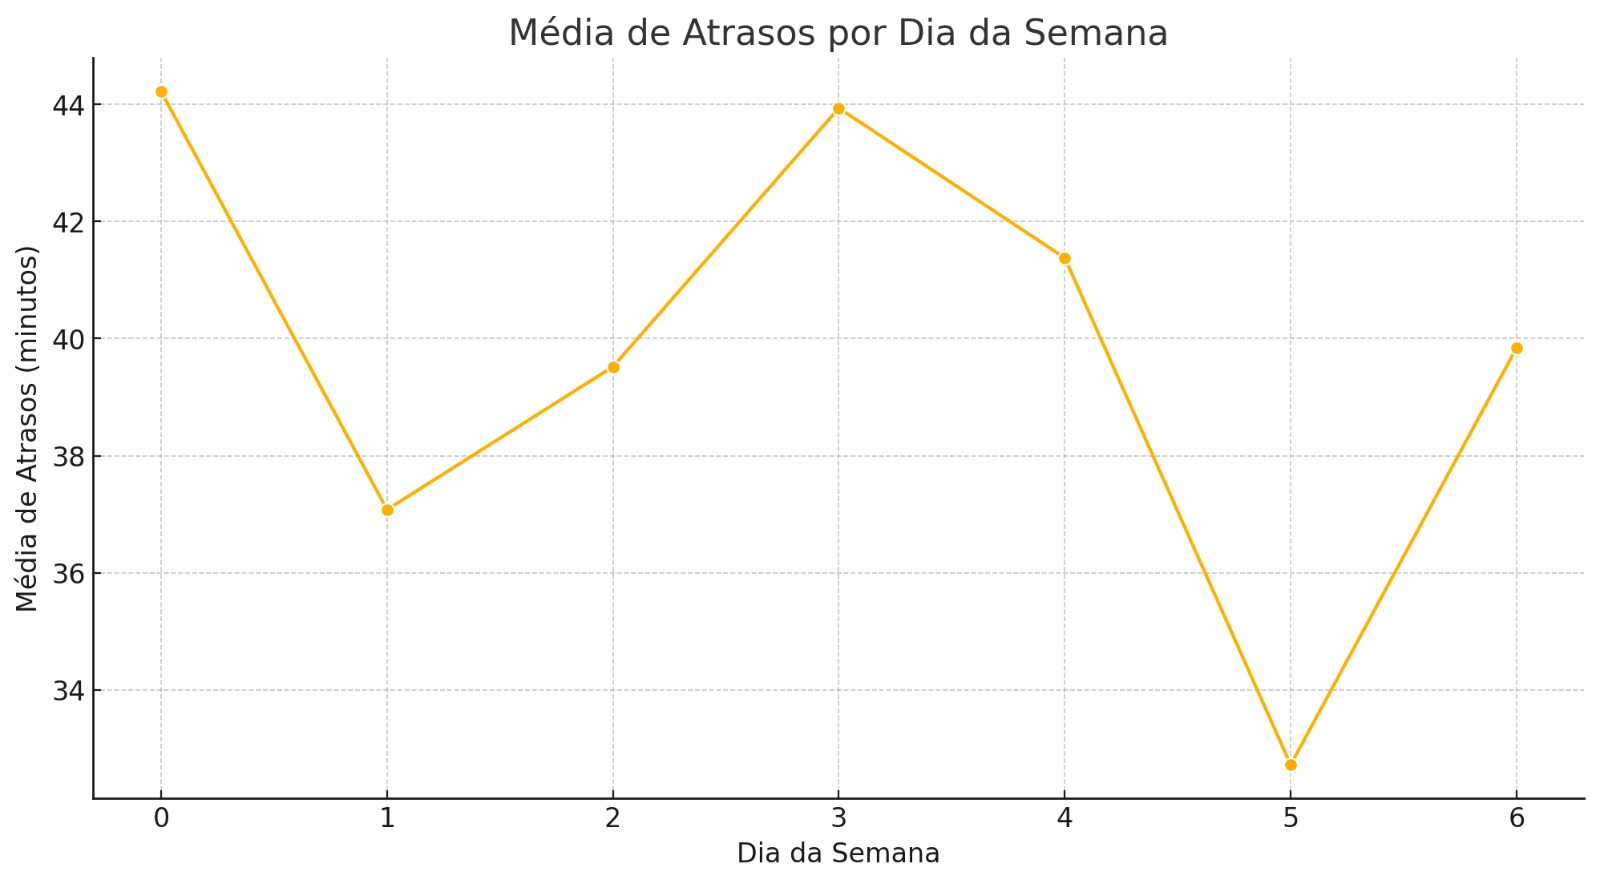 Média de Atrasos por Dia da Semana
Média de Atrasos (minutos)
44
42
40
38
36
34
0 1 2 3 4 5 6
Dia da Semana